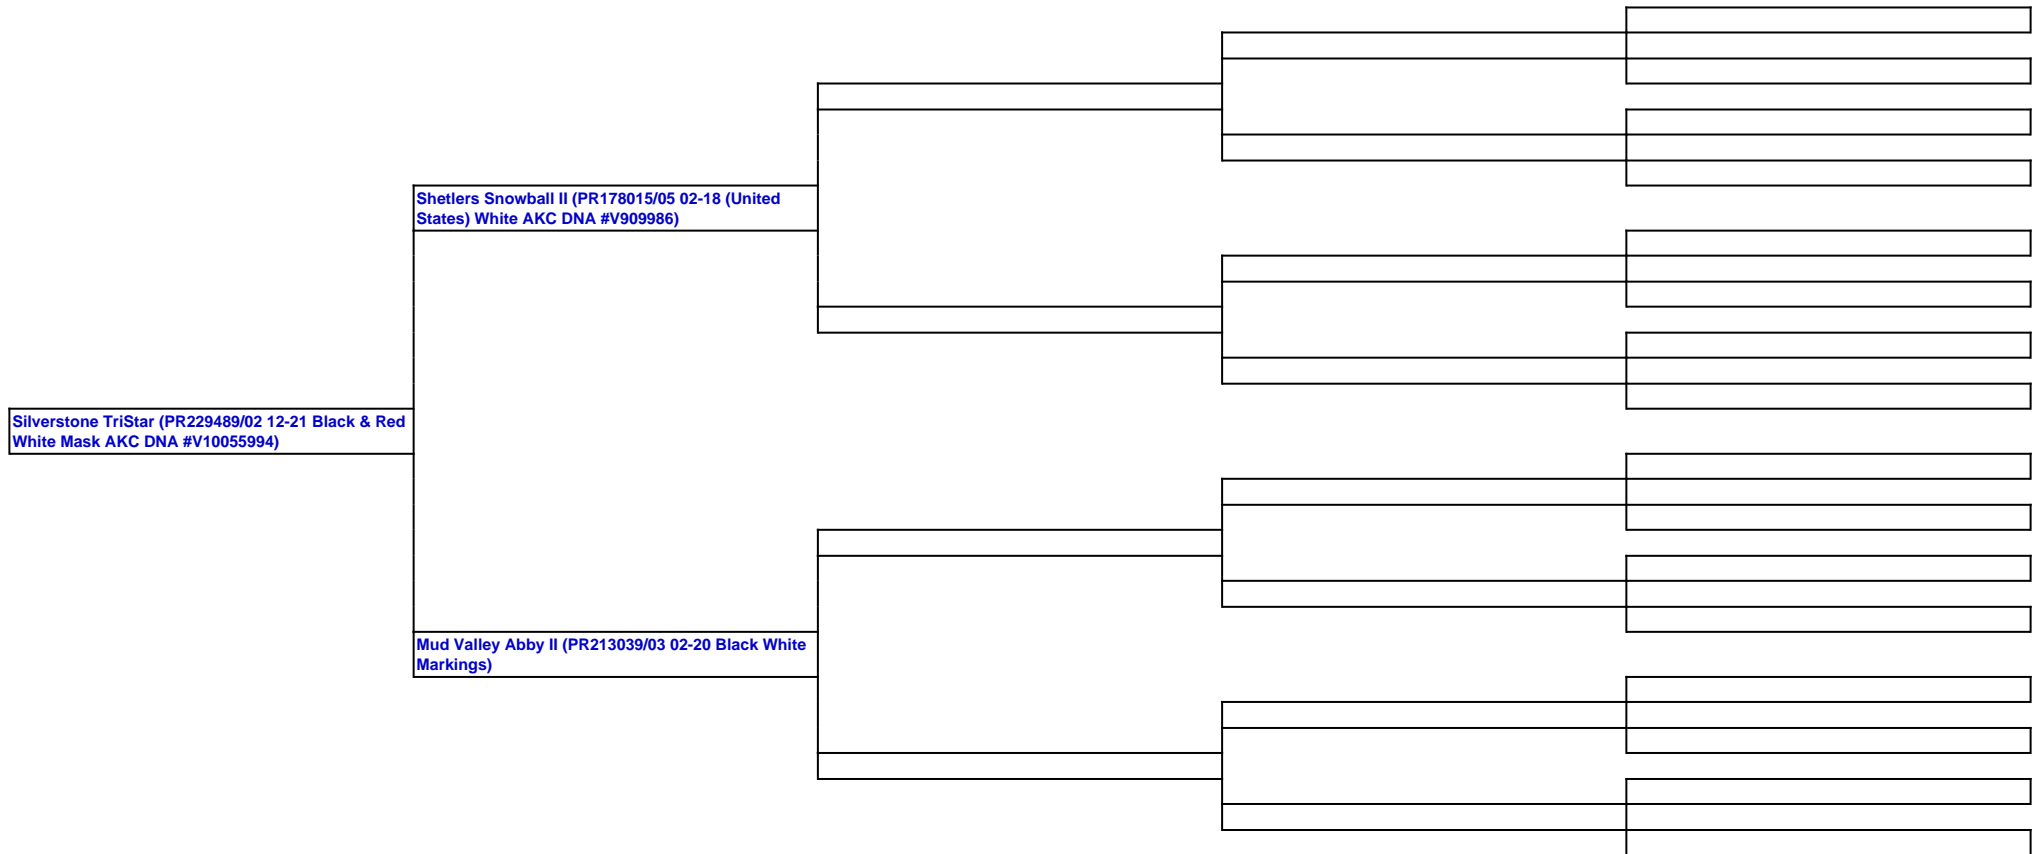 Shetlers Snowball II (PR178015/05 02-18 (United
States) White AKC DNA #V909986)
Silverstone TriStar (PR229489/02 12-21 Black & Red
White Mask AKC DNA #V10055994)
Mud Valley Abby II (PR213039/03 02-20 Black White
Markings)